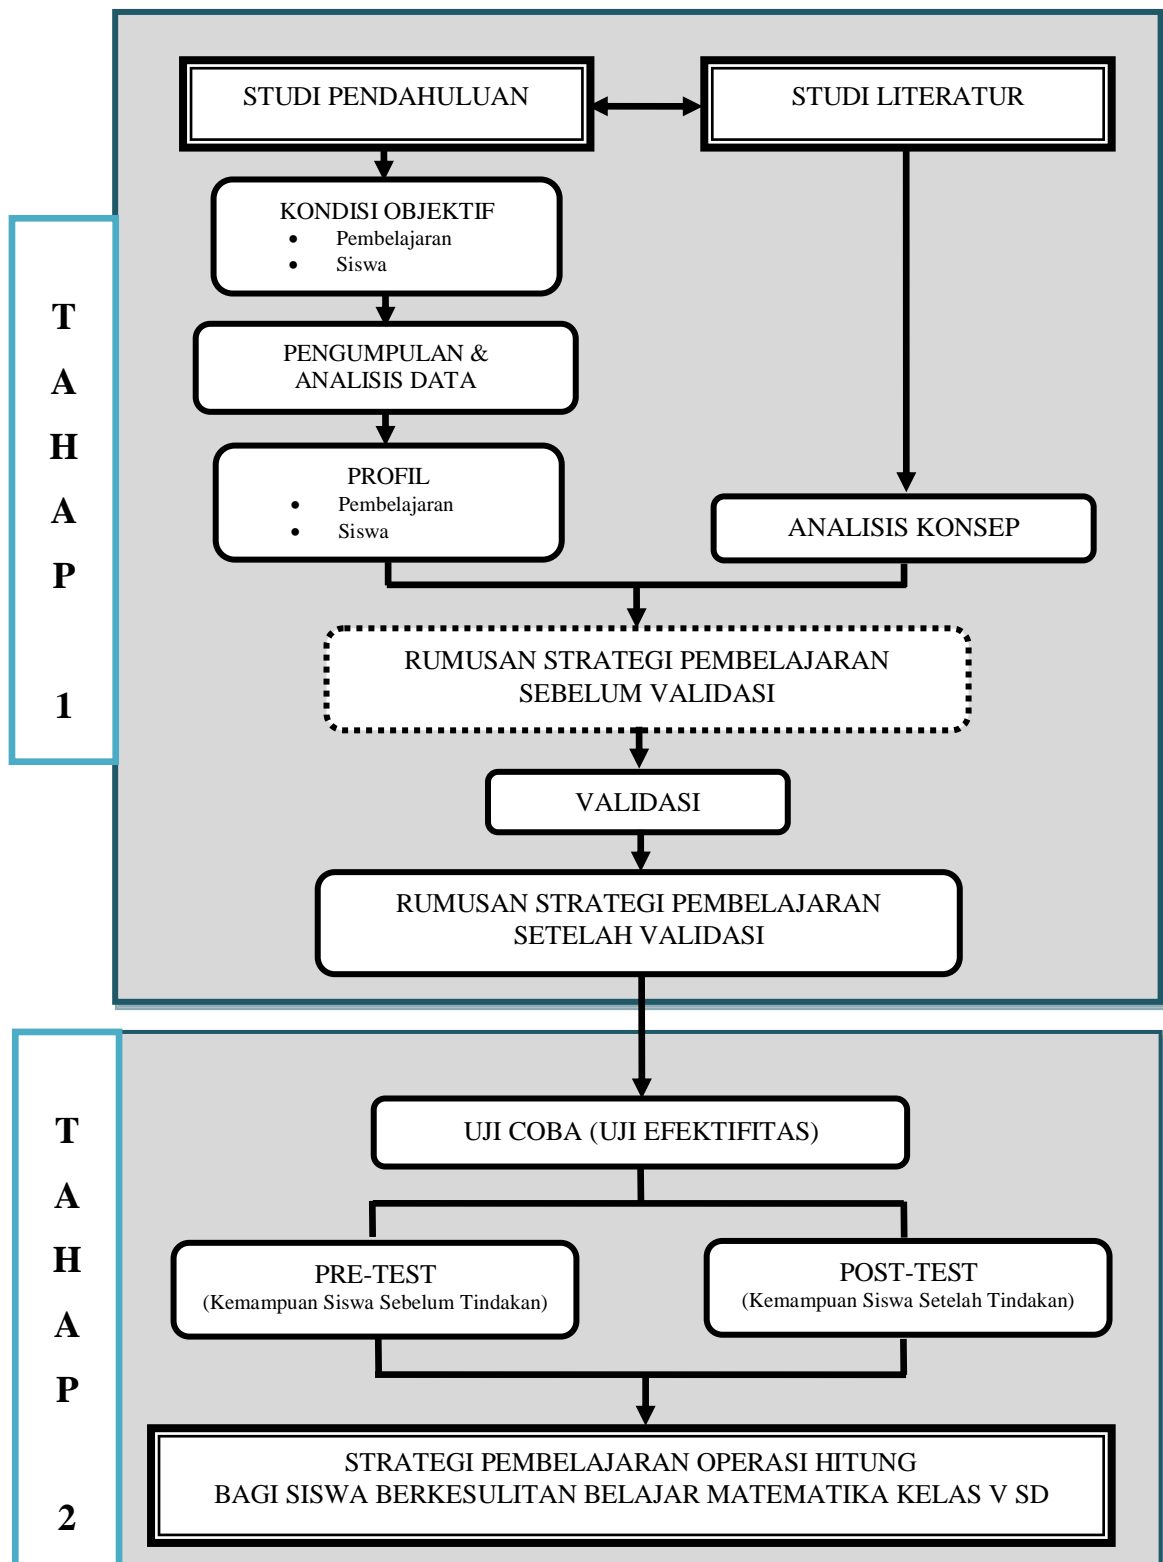 STUDI PENDAHULUAN
STUDI LITERATUR
KONDISI OBJEKTIF
• Pembelajaran
• Siswa
PENGUMPULAN &
ANALISIS DATA
PROFIL
• Pembelajaran
• Siswa
ANALISIS KONSEP
RUMUSAN STRATEGI PEMBELAJARAN
SEBELUM VALIDASI
VALIDASI
RUMUSAN STRATEGI PEMBELAJARAN
SETELAH VALIDASI
T
A
H
A
P
1
UJI COBA (UJI EFEKTIFITAS)
PRE-TEST
(Kemampuan Siswa Sebelum Tindakan)
POST-TEST
(Kemampuan Siswa Setelah Tindakan)
STRATEGI PEMBELAJARAN OPERASI HITUNG
BAGI SISWA BERKESULITAN BELAJAR MATEMATIKA KELAS V SD
T
A
H
A
P
2